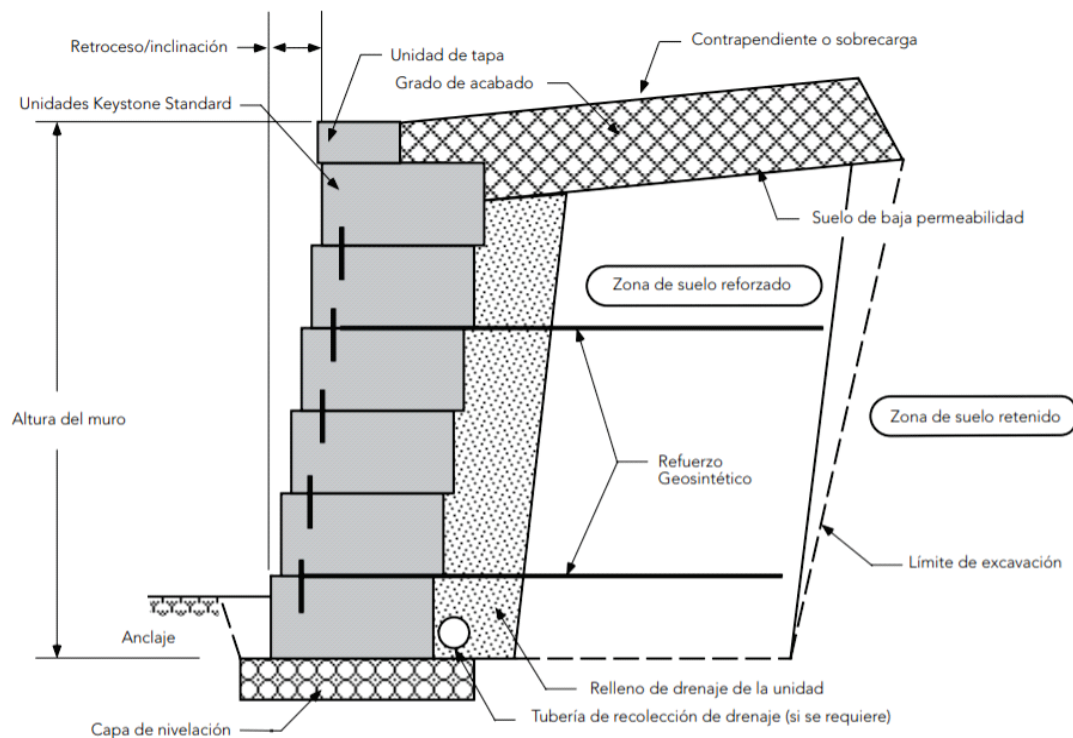 Retroceso/inclinación
Contrapendiente o sobrecarga
Unidad de tapa
Grado de acabado
Unidades Keystone Standard
Suelo de baja permeabilidad
Zona de suelo reforzado
Altura del muro
Zona de suelo retenido
Refuerzo
Geosintético
Límite de excavación
Anclaje
Relleno de drenaje de la unidad
Tubería de recolección de drenaje (si se requiere)
Capa de nivelación